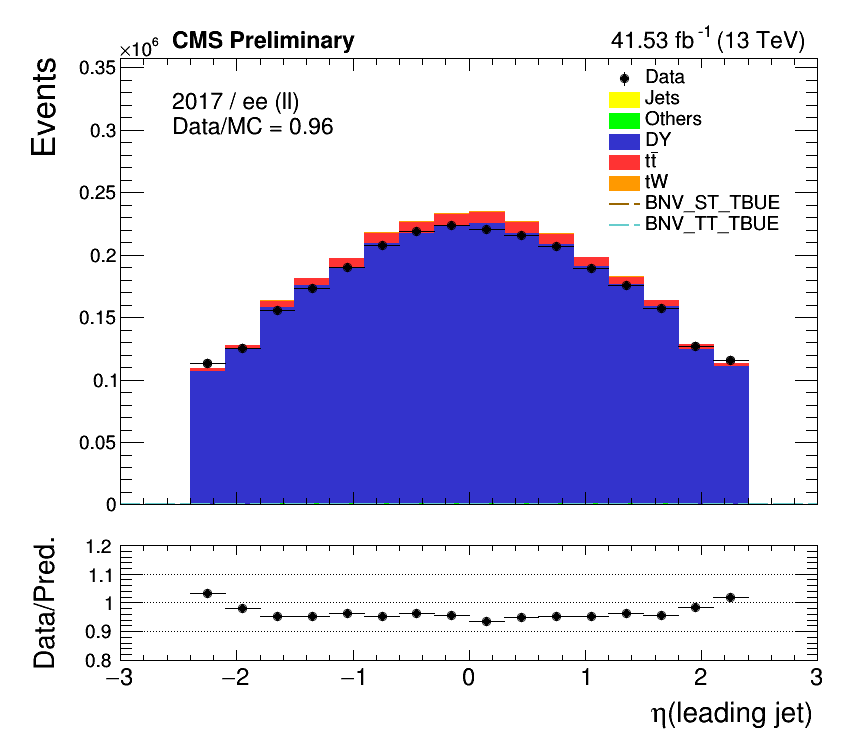 ×10⁶ CMS Preliminary 41.53 fb⁻¹ (13 TeV)
Events
0.35
0.3
0.25
0.2
0.15
0.1
0.05
0
2017 / ee (ll)
Data/MC = 0.96
Data
Jets
Others
DY
tt̄
tW
BNV_ST_TBUE
BNV_TT_TBUE
Data/Pred.
1.2
1.1
1
0.9
0.8
−3 −2 −1 0 1 2 3
η(leading jet)